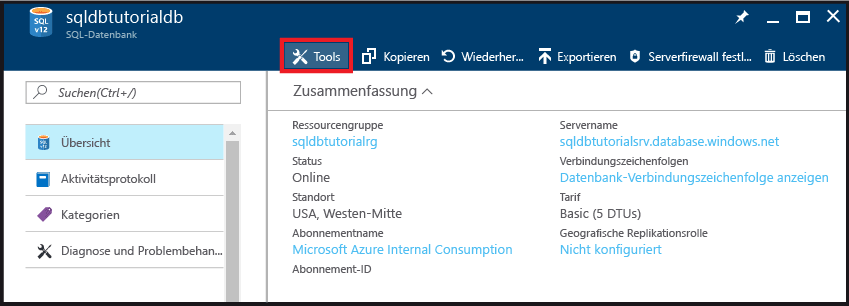 sqldbtutorialdb
SQL-Datenbank
SQL
v12
Tools Kopieren Wiederher... Exportieren Serverfirewall festl... Löschen
Suchen(Ctrl+/)
Übersicht
Aktivitätsprotokoll
Kategorien
Diagnose und Problembehan...
Zusammenfassung
Ressourcengruppe
sqldbtutorialrg
Status
Online
Standort
USA, Westen-Mitte
Abonnementname
Microsoft Azure Internal Consumption
Abonnement-ID
Servername
sqldbtutorialsrv.database.windows.net
Verbindungszeichenfolgen
Datenbank-Verbindungszeichenfolge anzeigen
Tarif
Basic (5 DTUs)
Geografische Replikationsrolle
Nicht konfiguriert